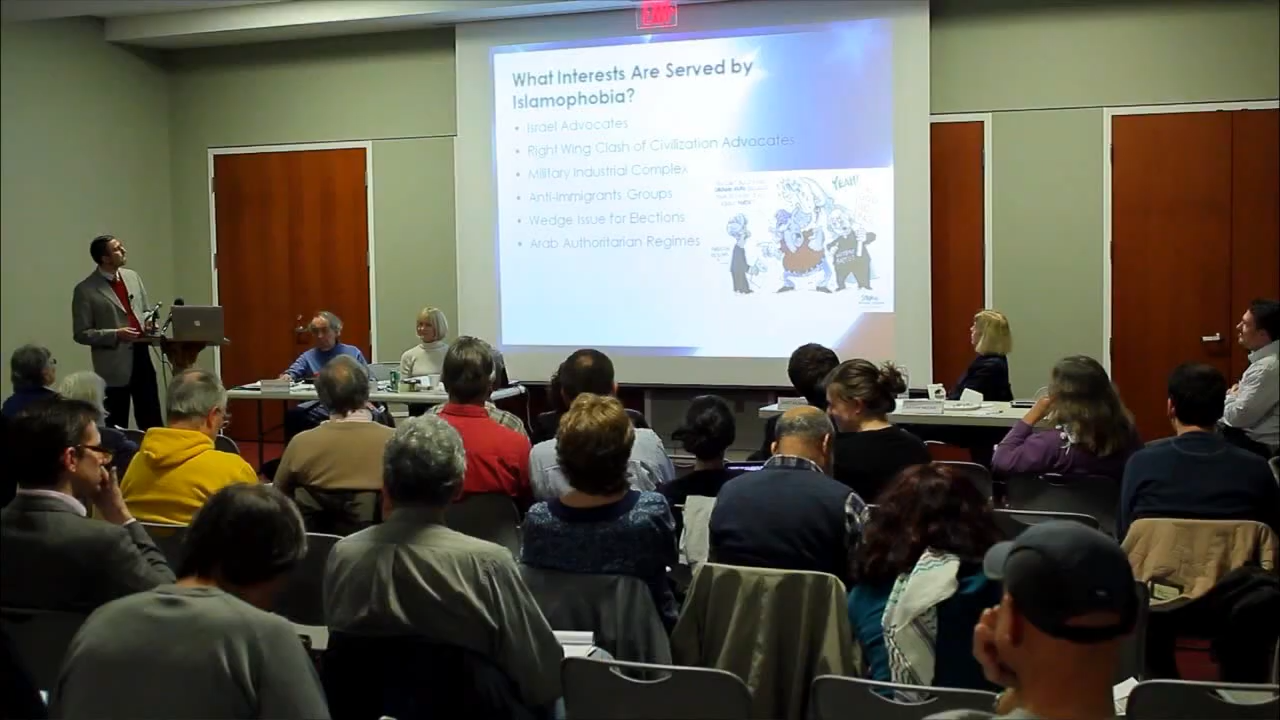 EXIT
What Interests Are Served by
Islamophobia?
• Israel Advocates
• Right Wing Clash of Civilization Advocates
• Military Industrial Complex
• Anti-Immigrants Groups
• Wedge Issue for Elections
• Arab Authoritarian Regimes
YEAH!